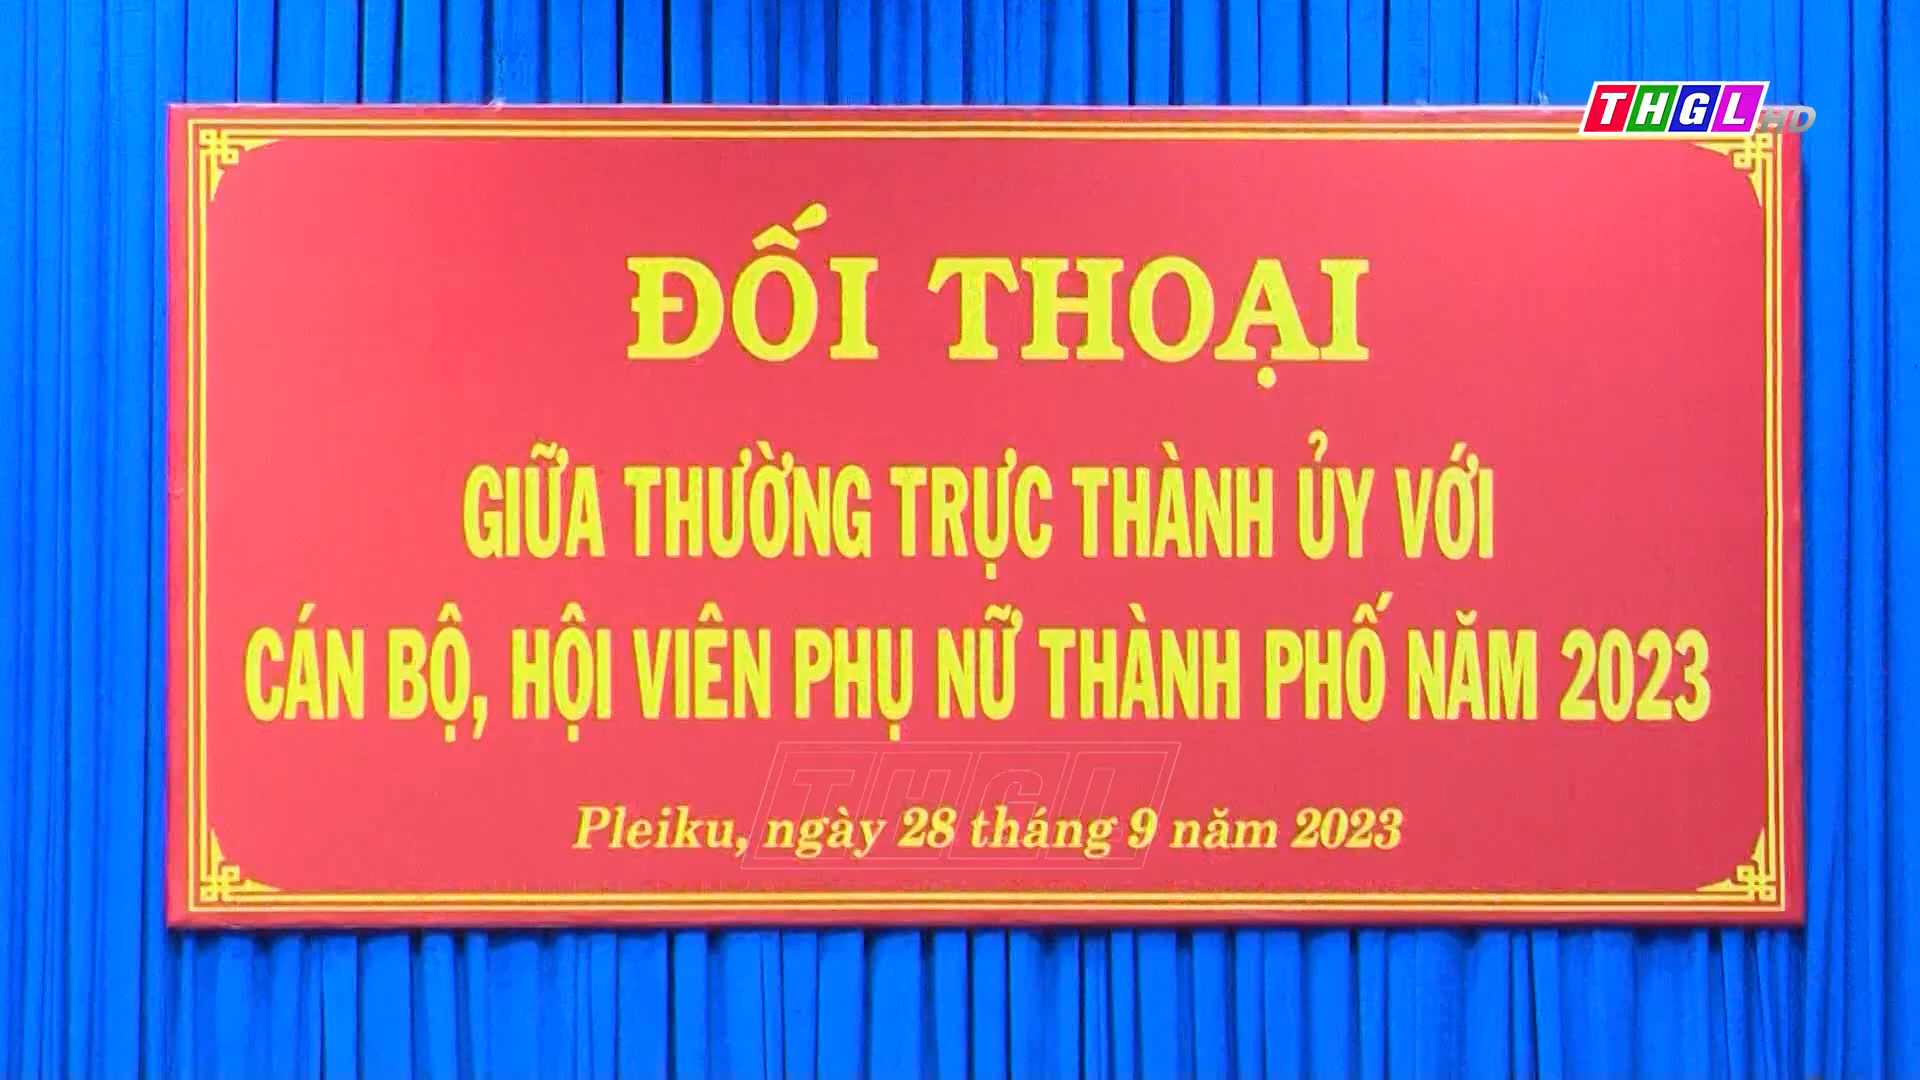 THGL HD
ĐỐI THOẠI
GIỮA THƯỜNG TRỰC THÀNH ỦY VỚI
CÁN BỘ, HỘI VIÊN PHỤ NỮ THÀNH PHỐ NĂM 2023
THGL
Pleiku, ngày 28 tháng 9 năm 2023